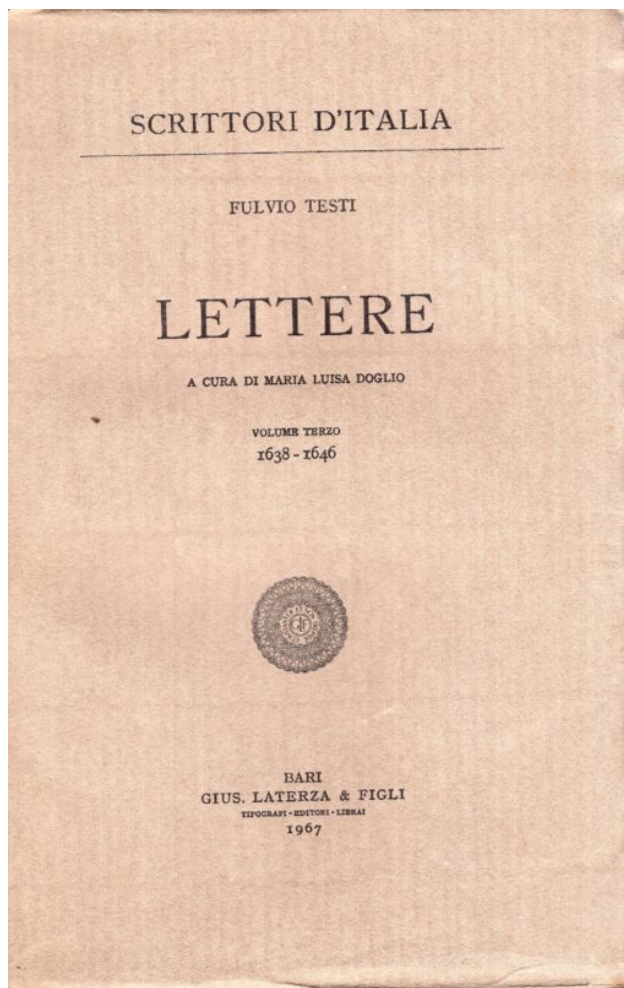 SCRITTORI D'ITALIA
FULVIO TESTI
LETTERE
A CURA DI MARIA LUISA DOGLIO
VOLUME TERZO
1638 - 1646
BARI
GIUS. LATERZA & FIGLI
TIPOGRAFI - EDITORI - LIBRAI
1967